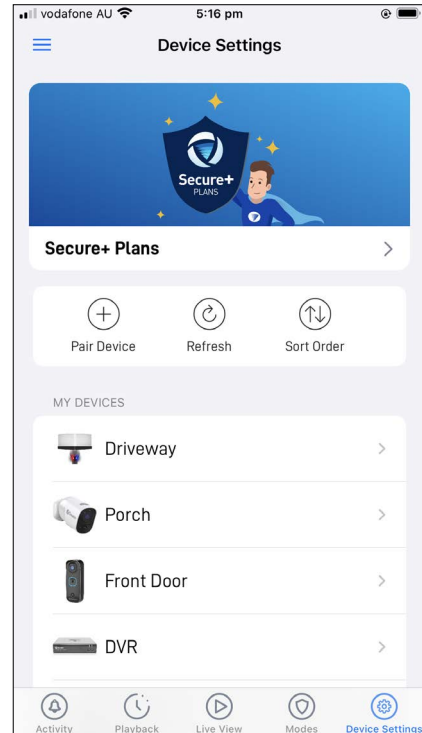 vodafone AU 5:16 pm
Device Settings
Secure+
PLANS
Secure+ Plans
Pair Device Refresh Sort Order
MY DEVICES
Driveway
Porch
Front Door
DVR
Activity Playback Live View Modes Device Settings